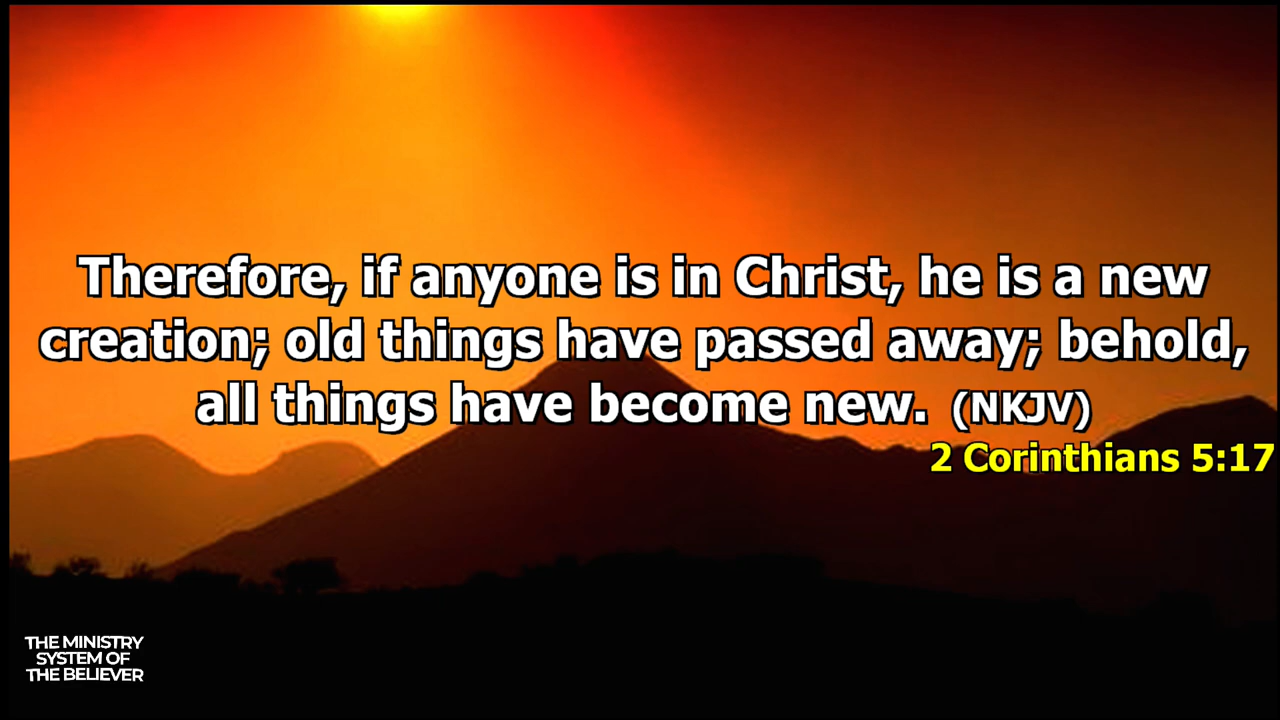 Therefore, if anyone is in Christ, he is a new
creation; old things have passed away; behold,
all things have become new. (NKJV)
2 Corinthians 5:17
THE MINISTRY
SYSTEM OF
THE BELIEVER